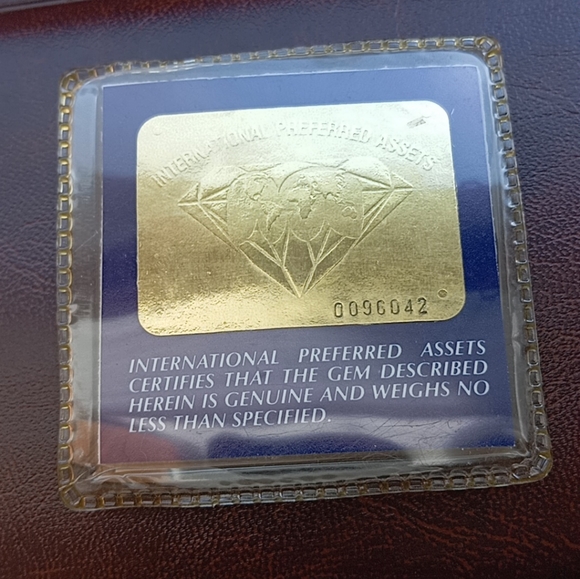 INTERNATIONAL PREFERRED ASSETS
0096042
INTERNATIONAL PREFERRED ASSETS
CERTIFIES THAT THE GEM DESCRIBED
HEREIN IS GENUINE AND WEIGHS NO
LESS THAN SPECIFIED.